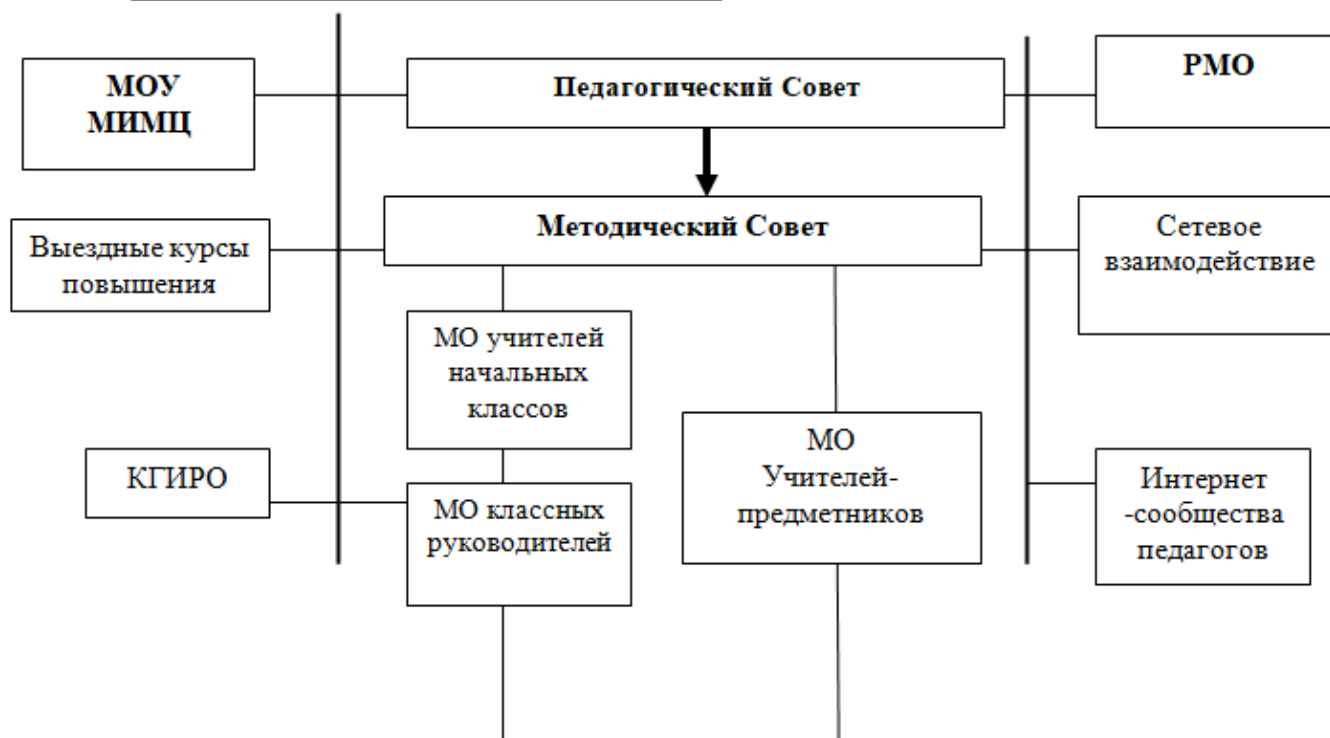 МОУ
МИМЦ
Педагогический Совет
РМО
Методический Совет
Выездные курсы
повышения
Сетевое
взаимодействие
МО учителей
начальных
классов
МО
Учителей-
предметников
КГИРО
МО классных
руководителей
Интернет
-сообщества
педагогов